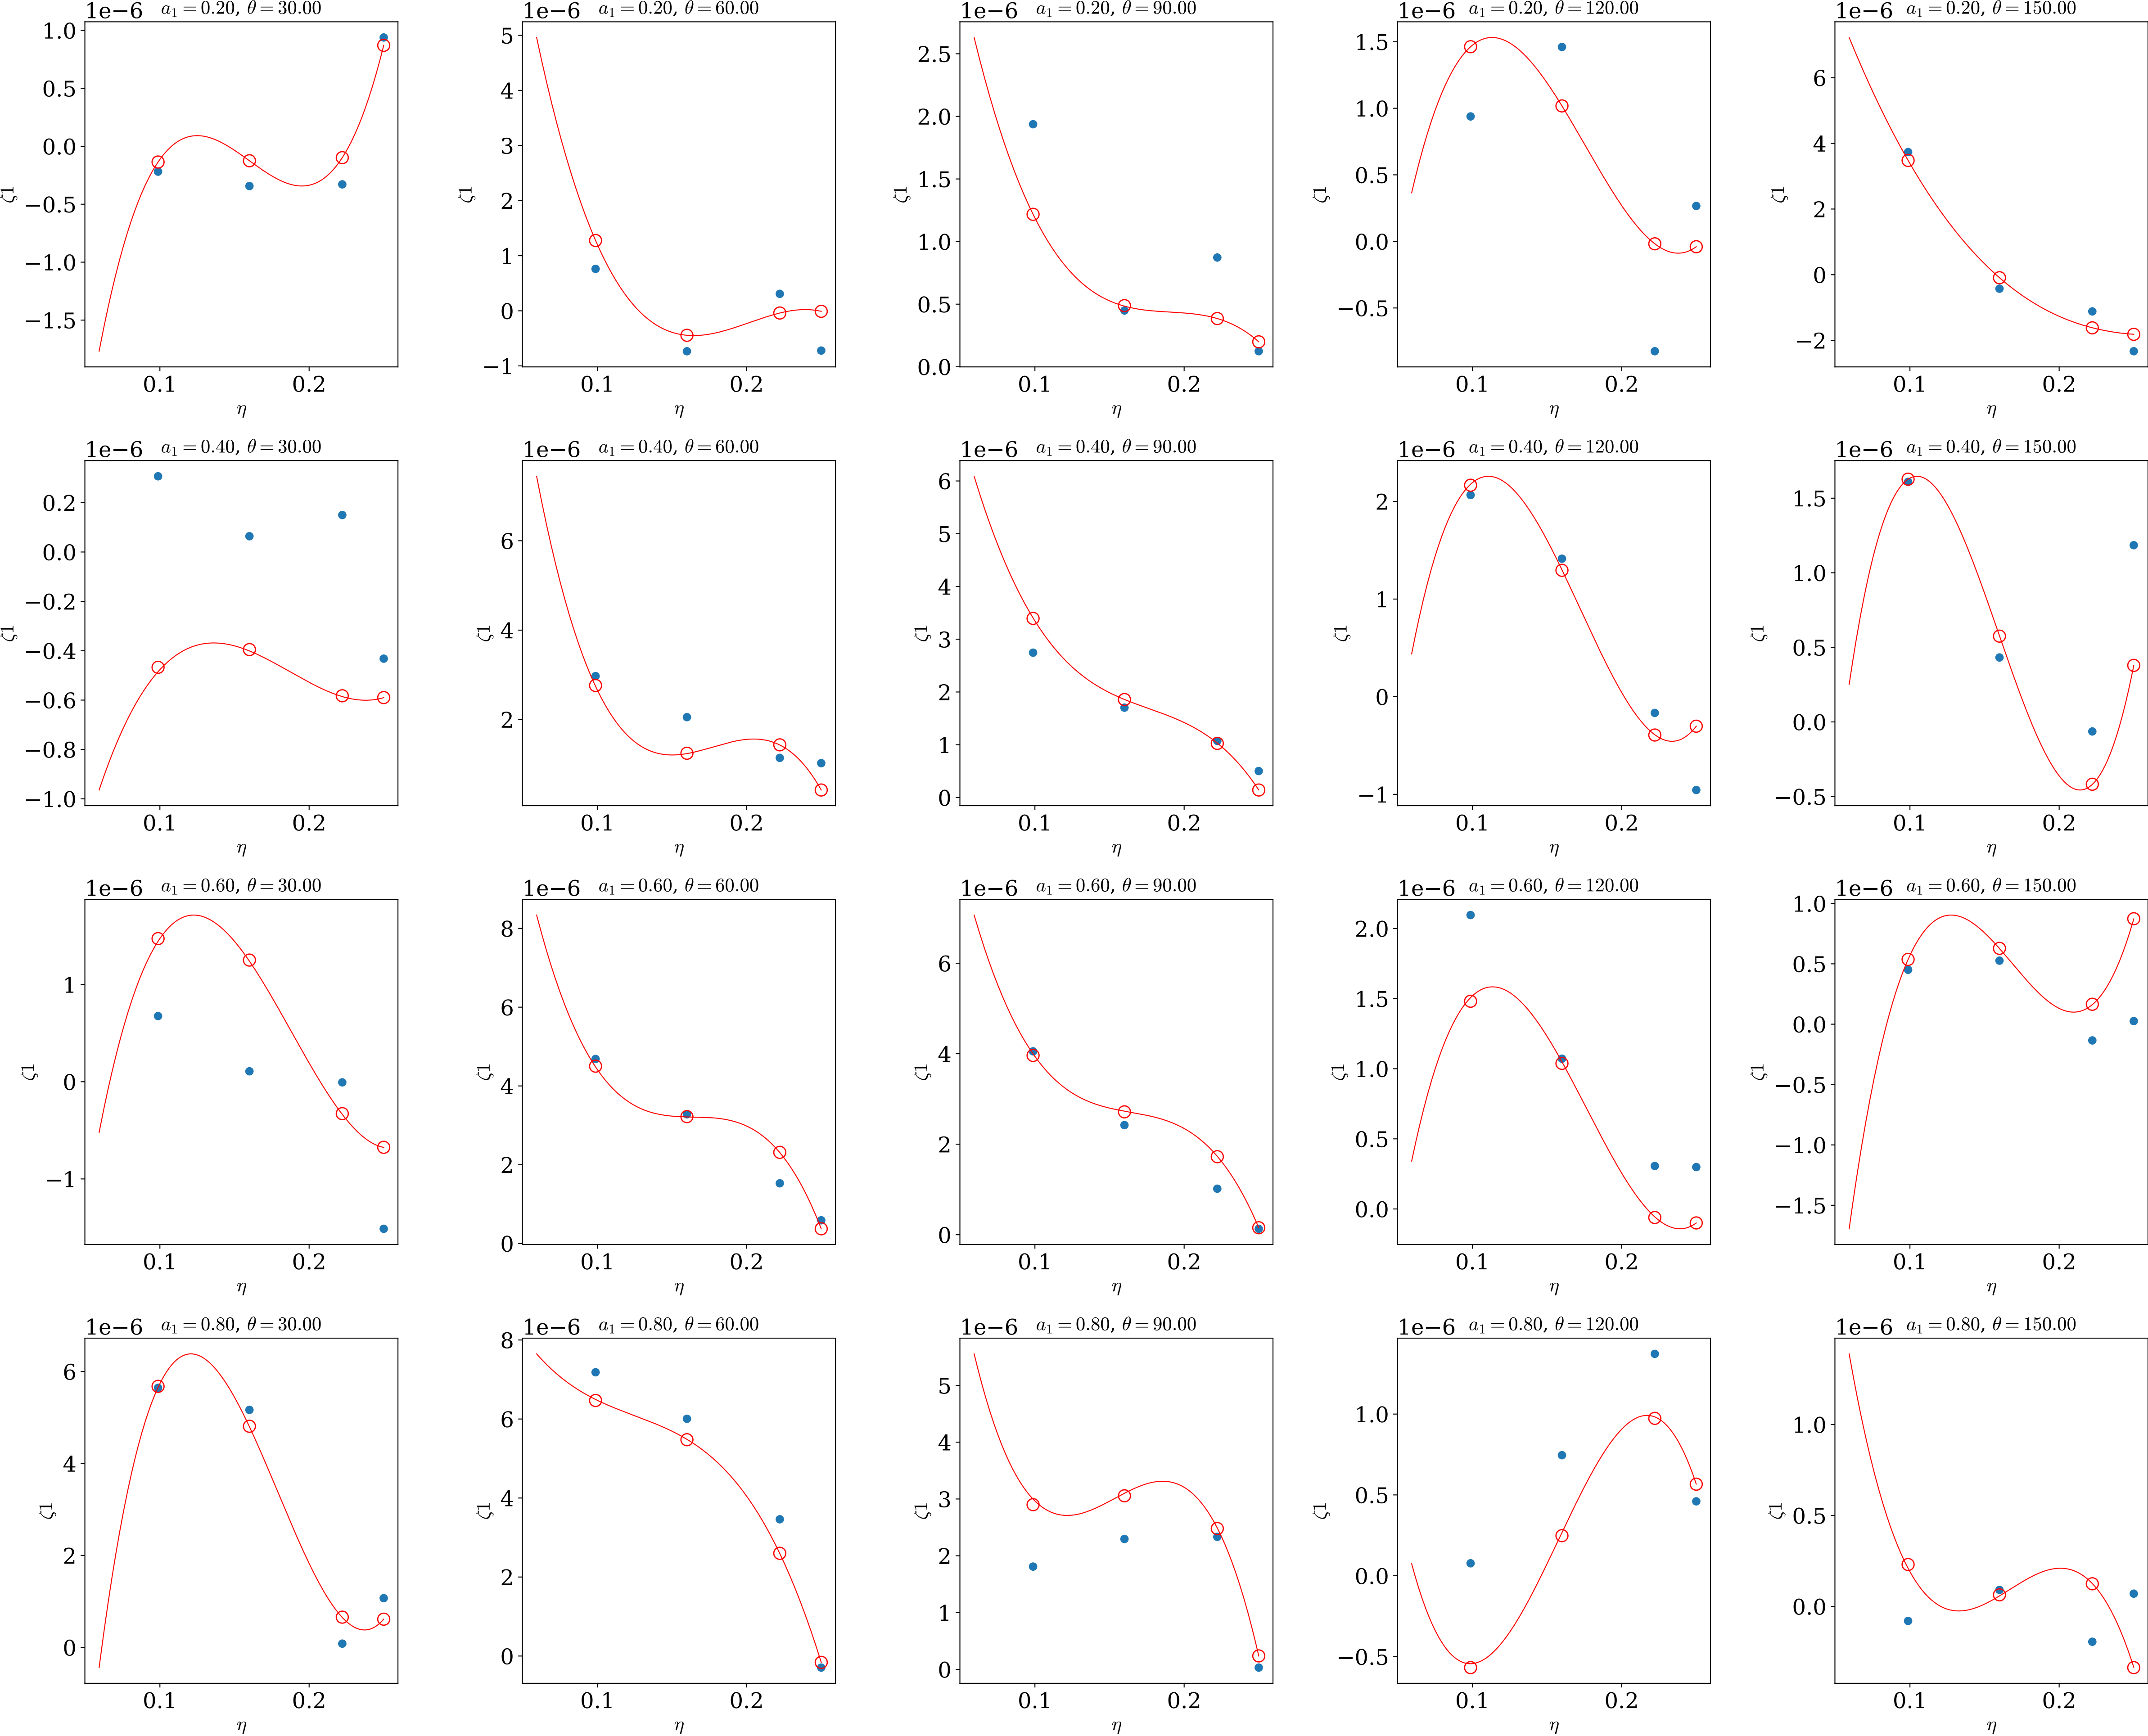 1e−6 a₁ = 0.20, θ = 30.00
1.0
0.5
0.0
−0.5
−1.0
−1.5
ζ1
0.1 0.2
η
1e−6 a₁ = 0.20, θ = 60.00
5
4
3
2
1
0
−1
ζ1
0.1 0.2
η
1e−6 a₁ = 0.20, θ = 90.00
2.5
2.0
1.5
1.0
0.5
0.0
ζ1
0.1 0.2
η
1e−6 a₁ = 0.20, θ = 120.00
1.5
1.0
0.5
0.0
−0.5
ζ1
0.1 0.2
η
1e−6 a₁ = 0.20, θ = 150.00
6
4
2
0
−2
ζ1
0.1 0.2
η
1e−6 a₁ = 0.40, θ = 30.00
0.2
0.0
−0.2
−0.4
−0.6
−0.8
−1.0
ζ1
0.1 0.2
η
1e−6 a₁ = 0.40, θ = 60.00
6
4
2
ζ1
0.1 0.2
η
1e−6 a₁ = 0.40, θ = 90.00
6
5
4
3
2
1
0
ζ1
0.1 0.2
η
1e−6 a₁ = 0.40, θ = 120.00
2
1
0
−1
ζ1
0.1 0.2
η
1e−6 a₁ = 0.40, θ = 150.00
1.5
1.0
0.5
0.0
−0.5
ζ1
0.1 0.2
η
1e−6 a₁ = 0.60, θ = 30.00
1
0
−1
ζ1
0.1 0.2
η
1e−6 a₁ = 0.60, θ = 60.00
8
6
4
2
0
ζ1
0.1 0.2
η
1e−6 a₁ = 0.60, θ = 90.00
6
4
2
0
ζ1
0.1 0.2
η
1e−6 a₁ = 0.60, θ = 120.00
2.0
1.5
1.0
0.5
0.0
ζ1
0.1 0.2
η
1e−6 a₁ = 0.60, θ = 150.00
1.0
0.5
0.0
−0.5
−1.0
−1.5
ζ1
0.1 0.2
η
1e−6 a₁ = 0.80, θ = 30.00
6
4
2
0
ζ1
0.1 0.2
η
1e−6 a₁ = 0.80, θ = 60.00
8
6
4
2
0
ζ1
0.1 0.2
η
1e−6 a₁ = 0.80, θ = 90.00
5
4
3
2
1
0
ζ1
0.1 0.2
η
1e−6 a₁ = 0.80, θ = 120.00
1.0
0.5
0.0
−0.5
ζ1
0.1 0.2
η
1e−6 a₁ = 0.80, θ = 150.00
1.0
0.5
0.0
ζ1
0.1 0.2
η